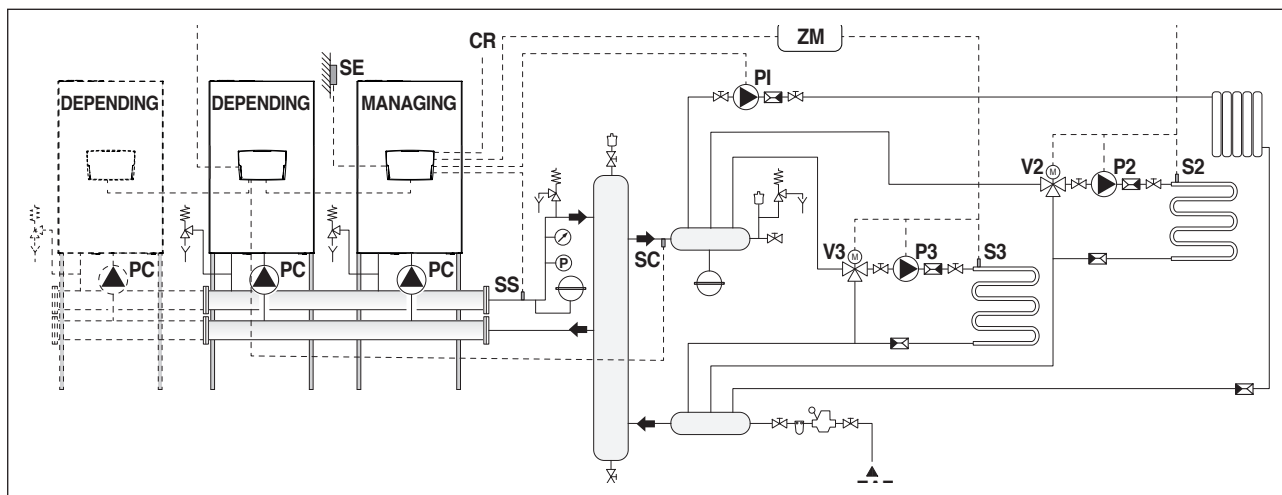 CR
ZM
SE
PI
DEPENDING
DEPENDING
MANAGING
V2
M
P2
S2
V3
M
P3
S3
SC
PC
PC
PC
SS
P